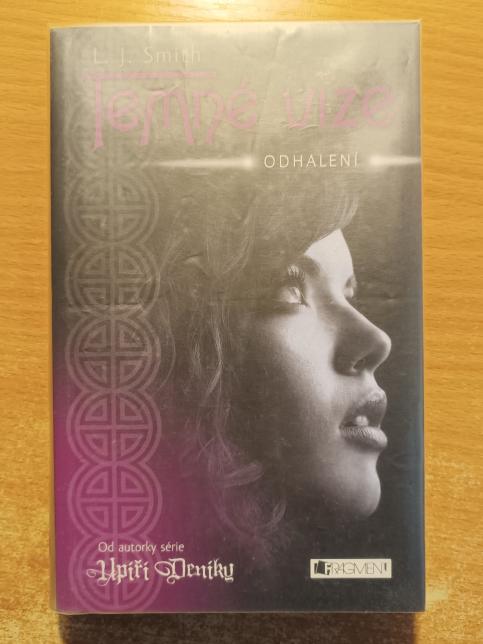 L. J. Smith
Temné vize
ODHALENÍ
Od autorky série
Upíří Deníky
FRAGMENT